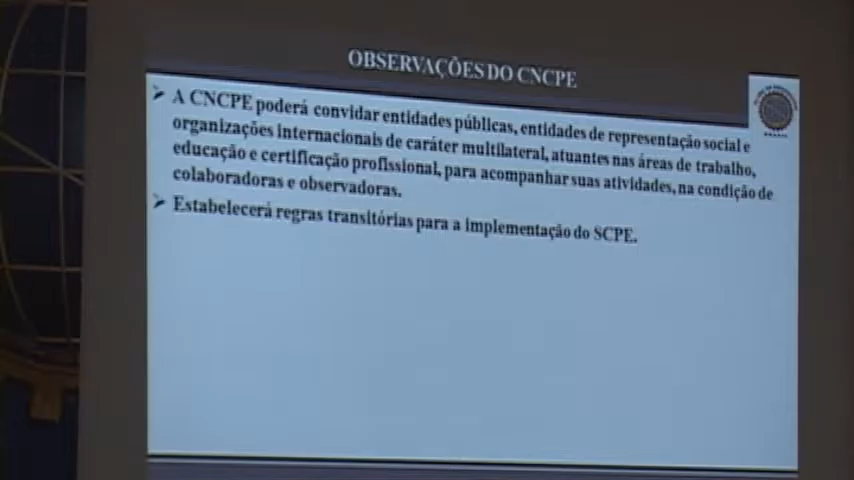 OBSERVAÇÕES DO CNCPE
➢ A CNCPE poderá convidar entidades públicas, entidades de representação social e
organizações internacionais de caráter multilateral, atuantes nas áreas de trabalho,
educação e certificação profissional, para acompanhar suas atividades, na condição de
colaboradoras e observadoras.
➢ Estabelecerá regras transitórias para a implementação do SCPE.